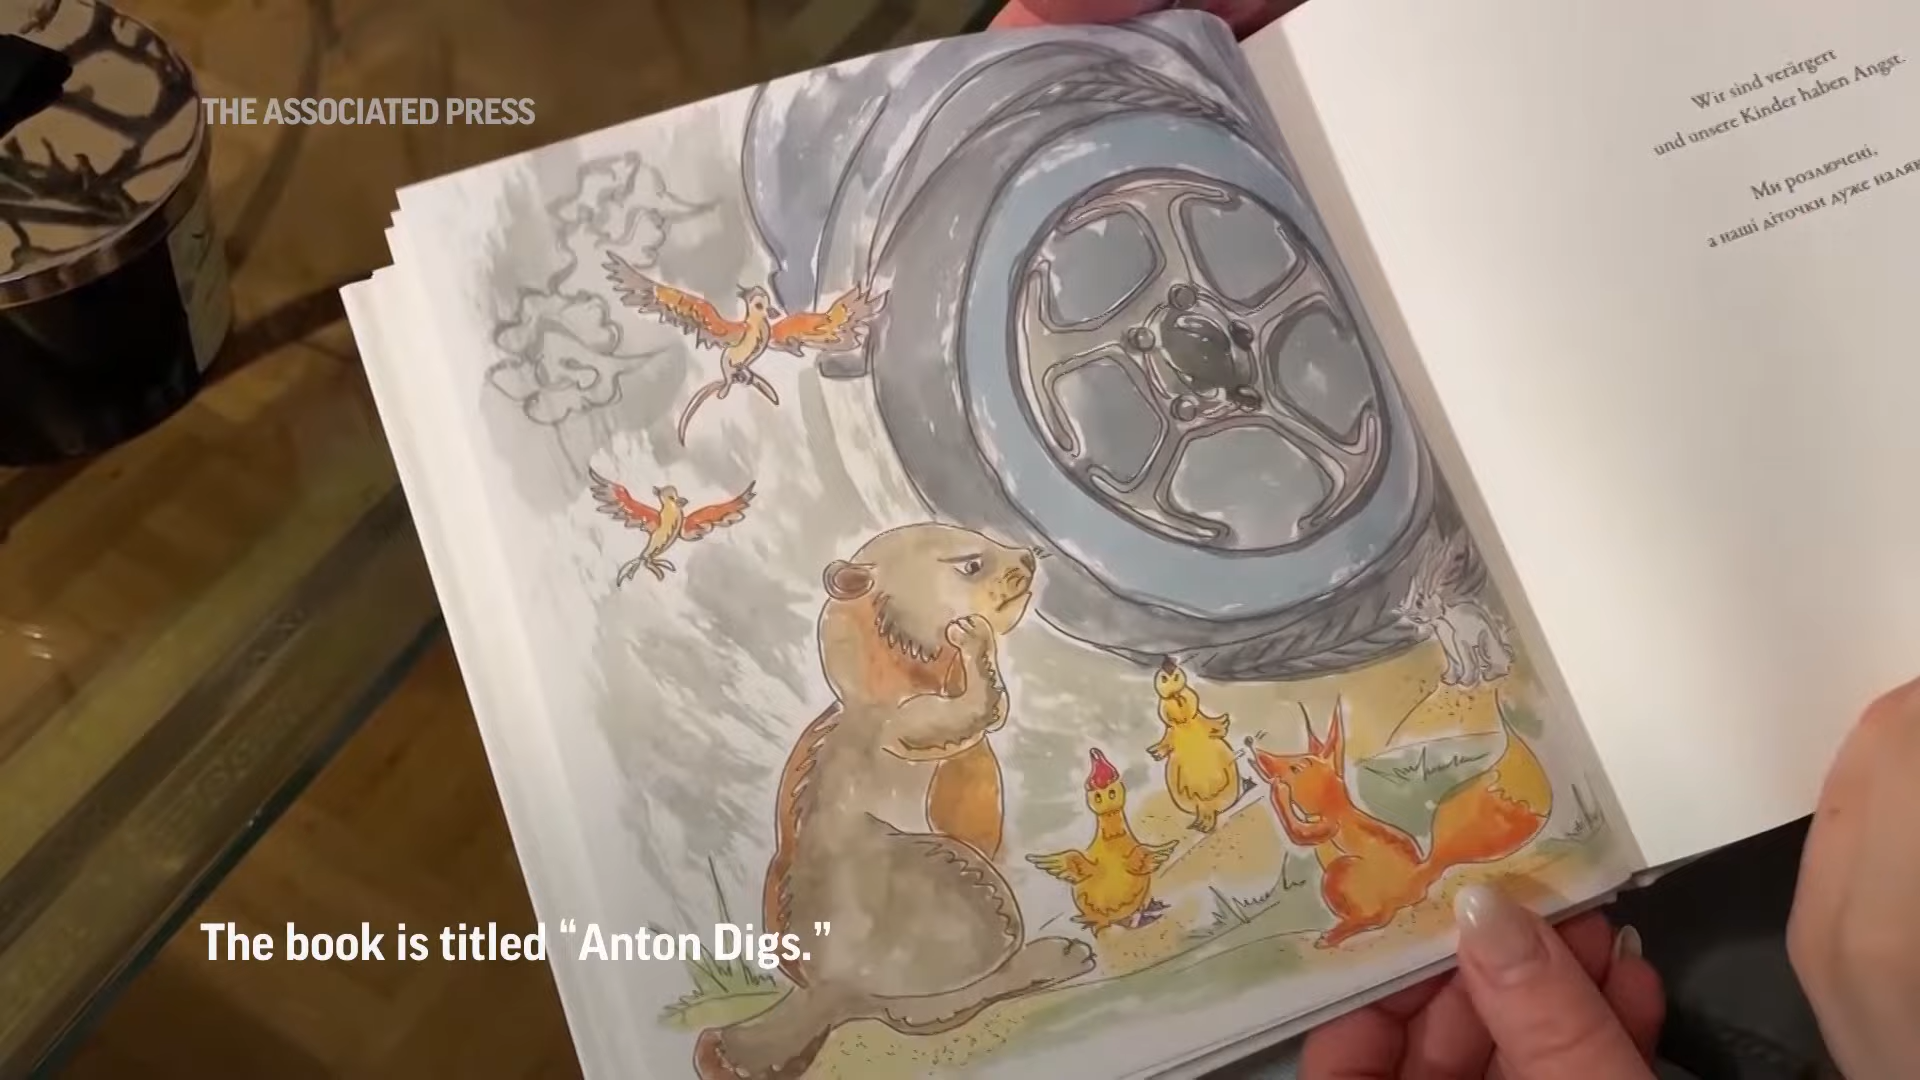 THE ASSOCIATED PRESS
Wir sind verärgert
und unsere Kinder haben Angst.
Ми розлючені,
а наші діточки дуже
The book is titled “Anton Digs.”